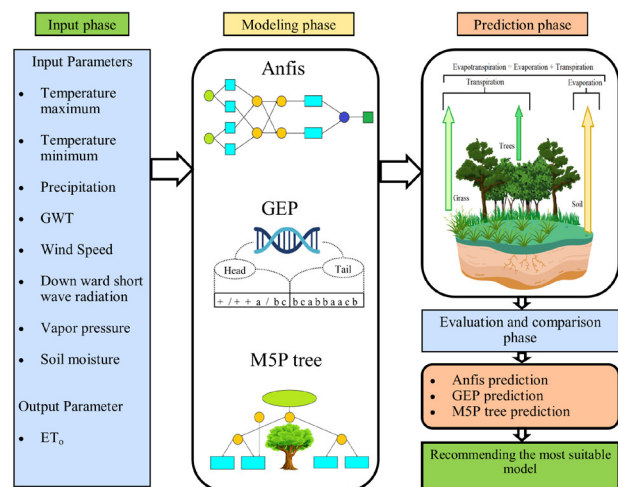 Input phase
Modeling phase
Prediction phase
Input Parameters
• Temperature
maximum
• Temperature
minimum
• Precipitation
• GWT
• Wind Speed
• Down ward short
wave radiation
• Vapor pressure
• Soil moisture
Output Parameter
• ETo
Anfis
GEP
Head
Tail
+ / + + a / b c b c a b b a a c b
M5P tree
Evapotranspiration = Evaporation + Transpiration
Transpiration
Evaporation
Trees
Grass
Soil
Evaluation and comparison
phase
• Anfis prediction
• GEP prediction
• M5P tree prediction
Recommending the most suitable
model